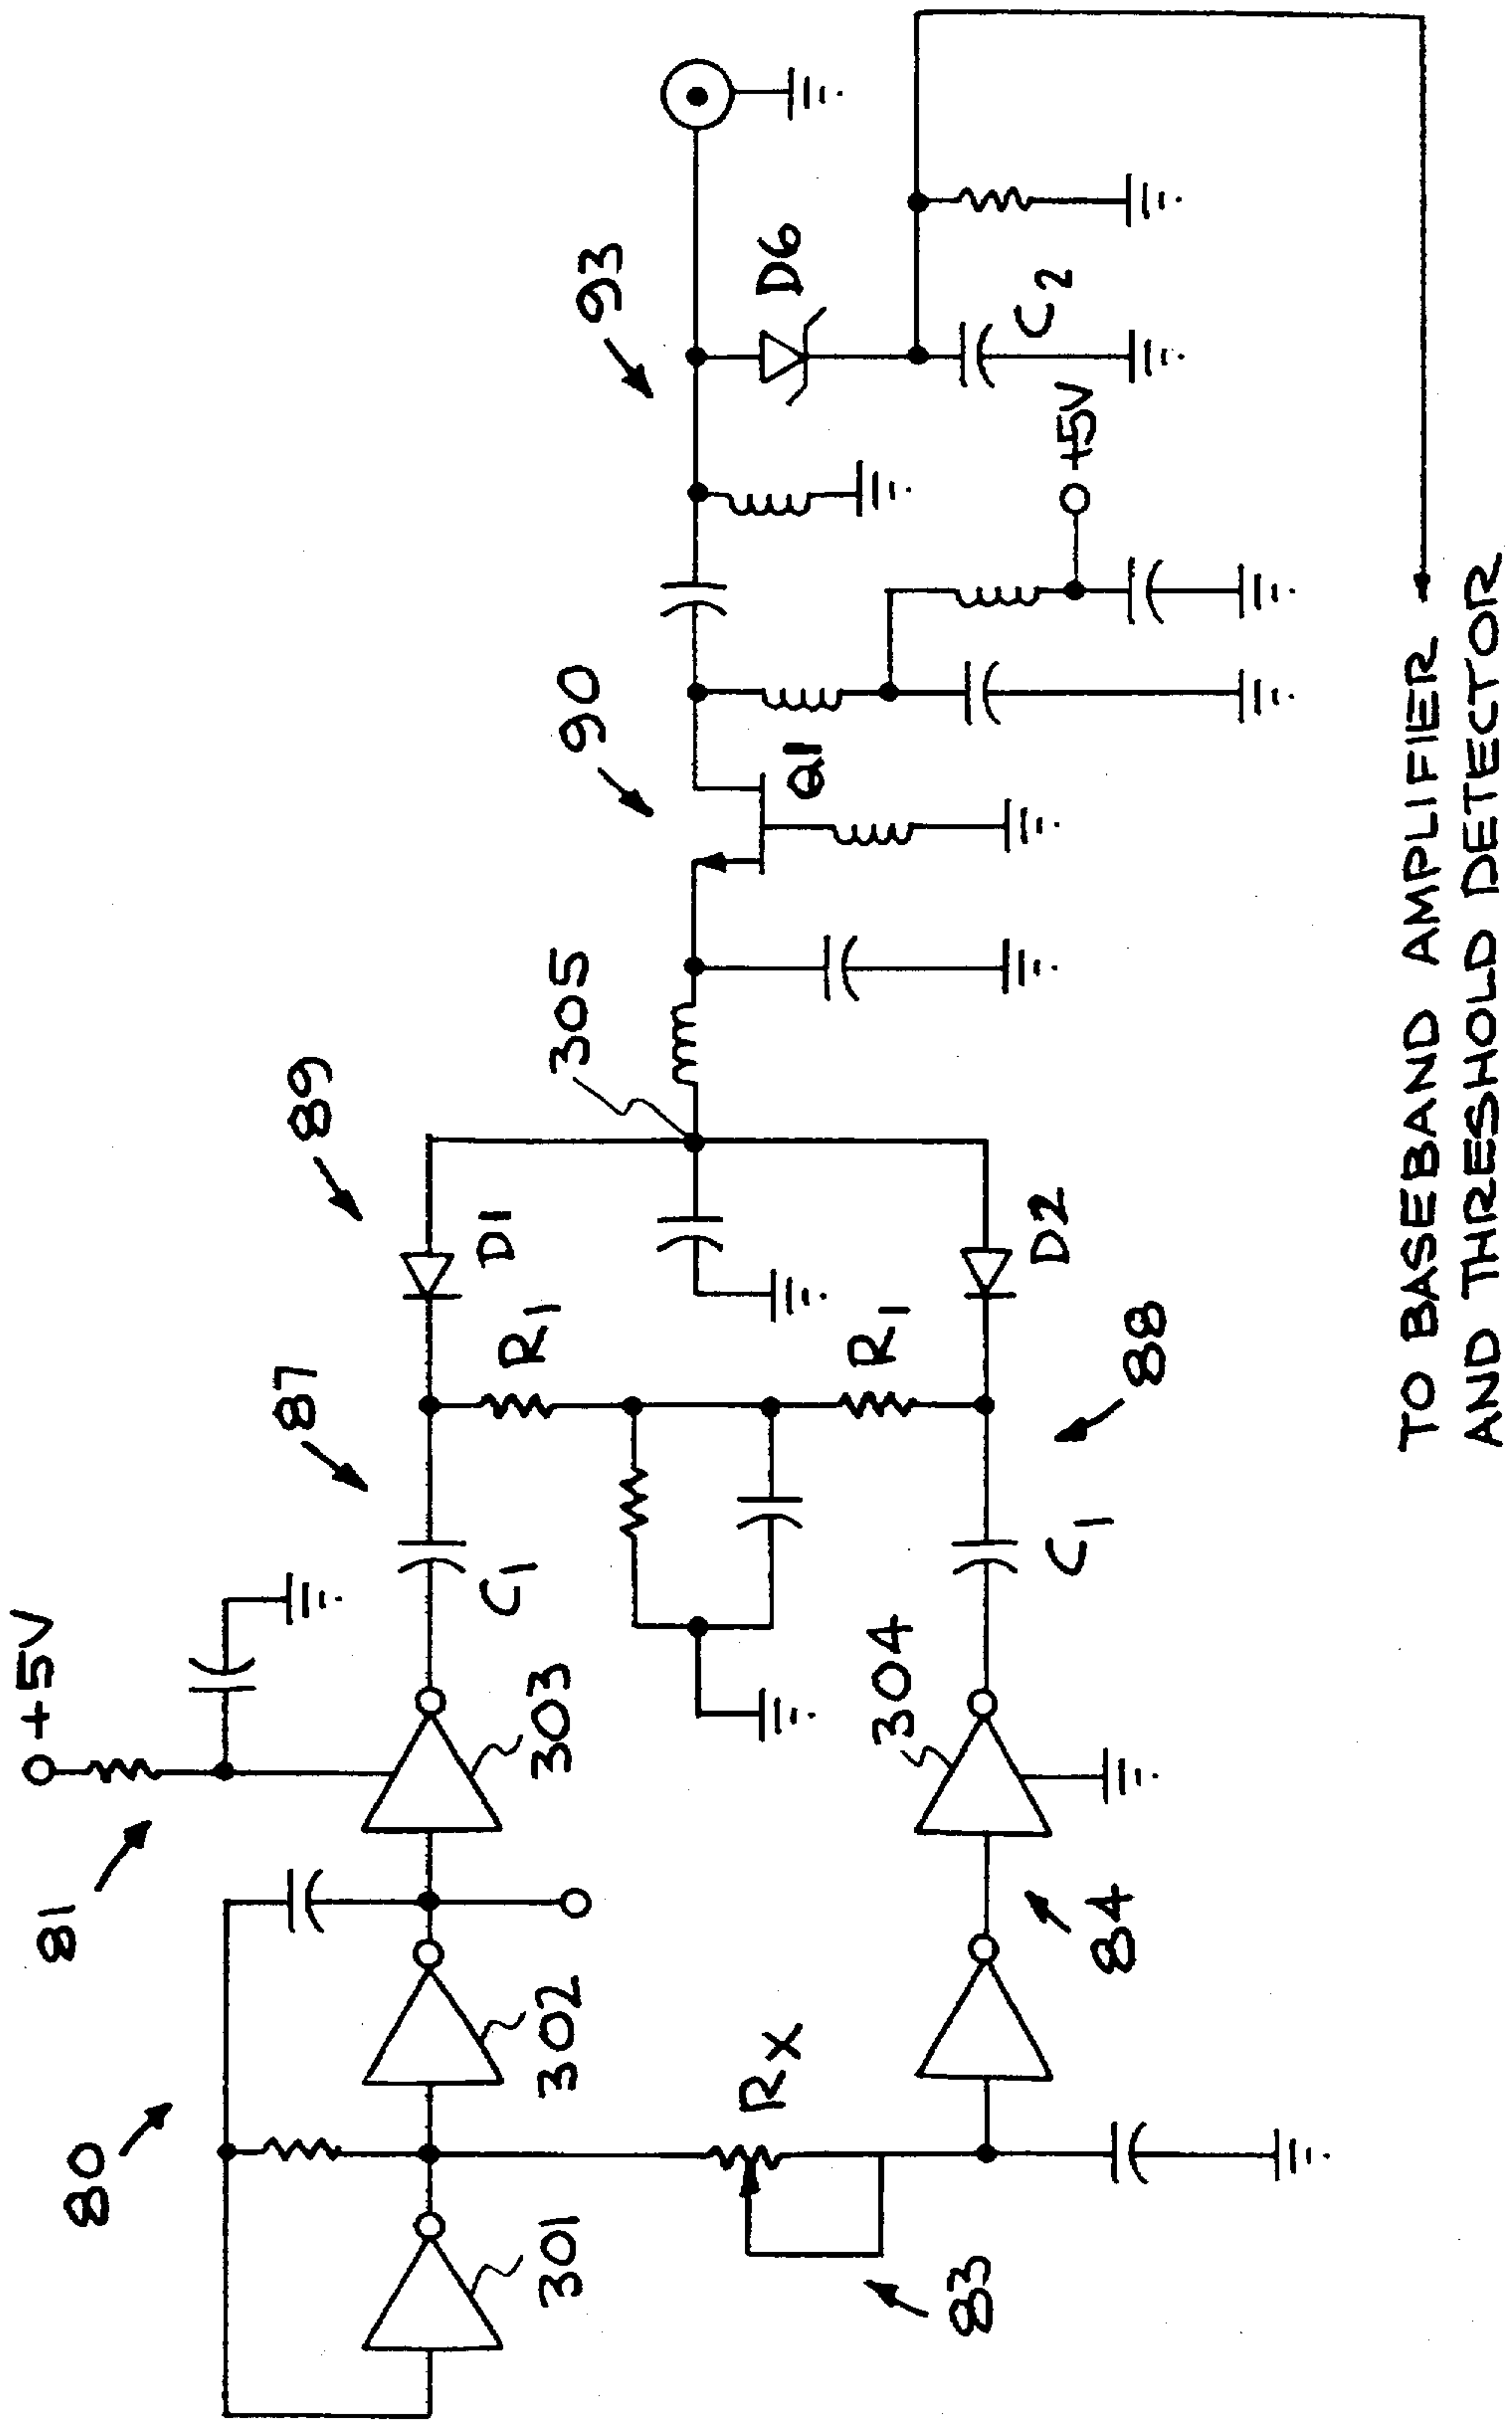 80
81
+5V
87
89
90
93
301
302
303
C1
R1
D1
305
Q1
D6
83
Rx
84
304
C1
R1
88
D2
+5V
C2
TO BASEBAND AMPLIFIER
AND THRESHOLD DETECTOR